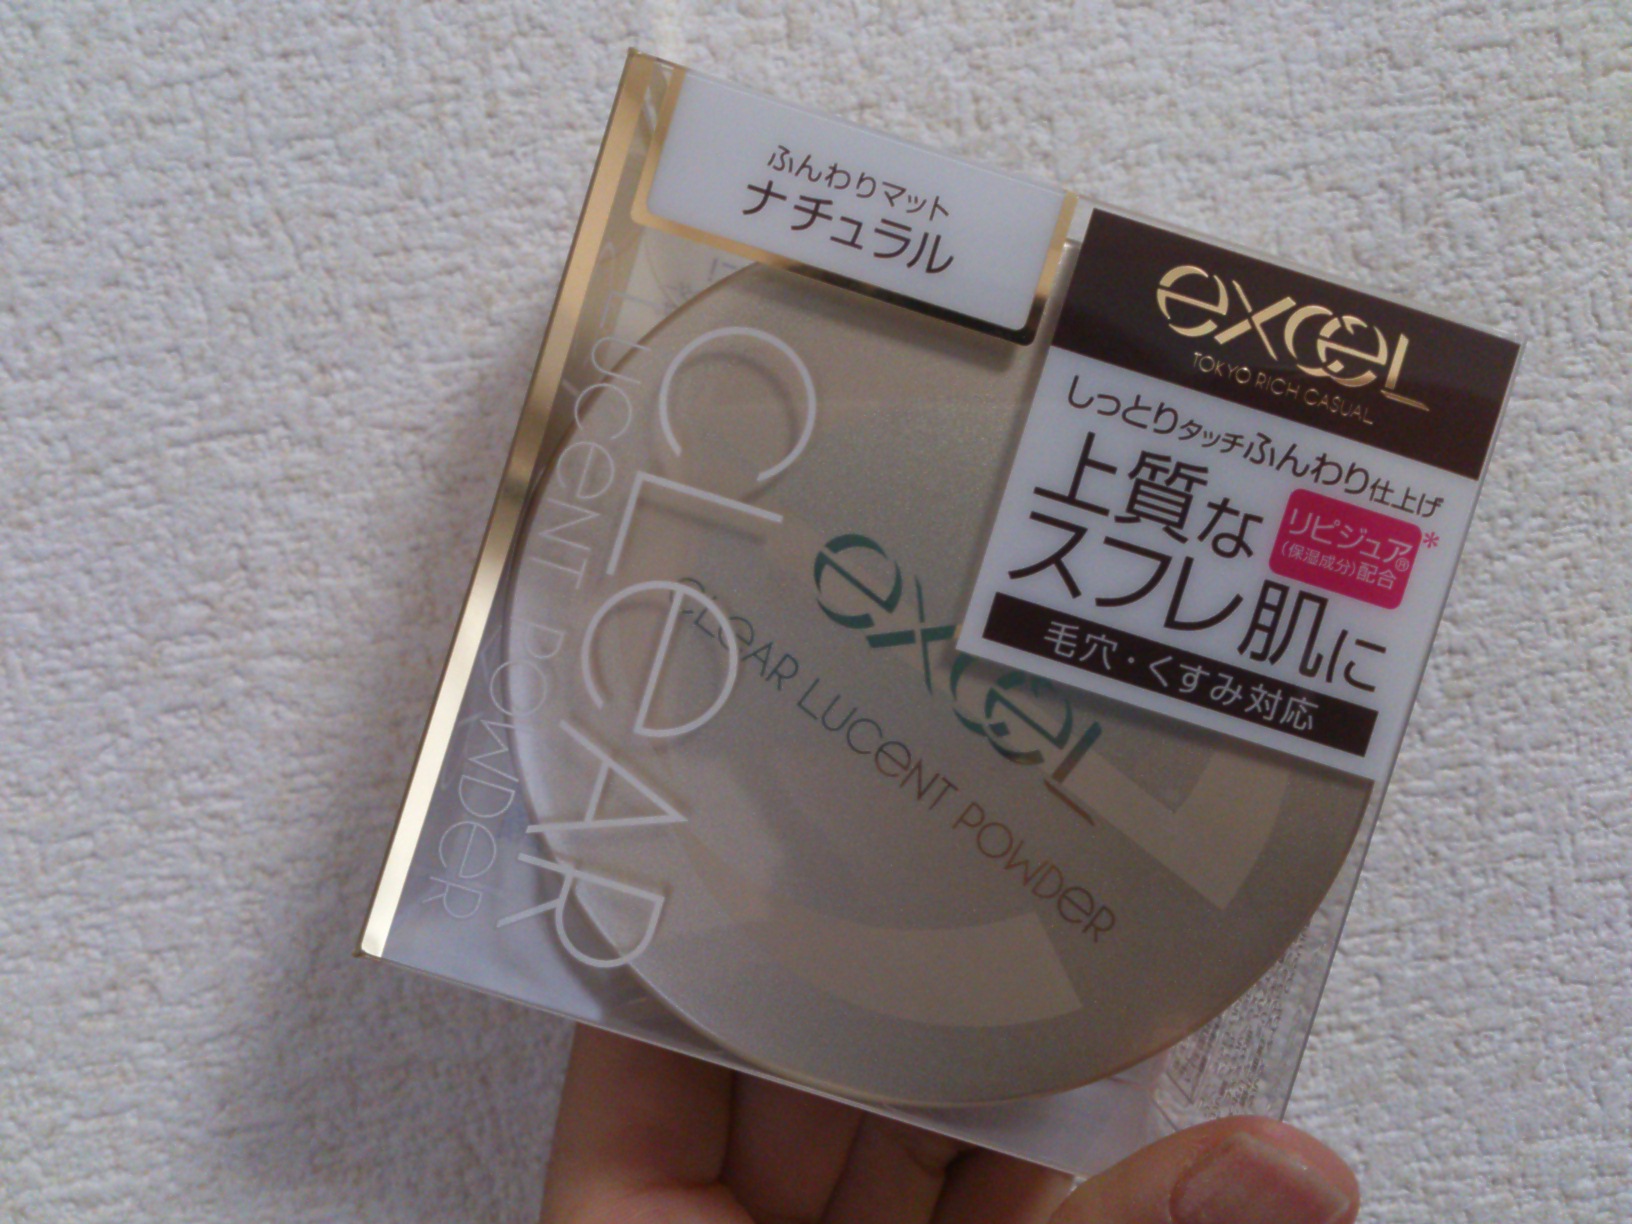 ふんわりマット
ナチュラル
excel
TOKYO RICH CASUAL
しっとりタッチふんわり仕上げ
上質な
スフレ肌に
リピジュア®*
(保湿成分)配合
毛穴・くすみ対応
CLEAR
LUCENT POWDER
excel
CLEAR LUCENT POWDER